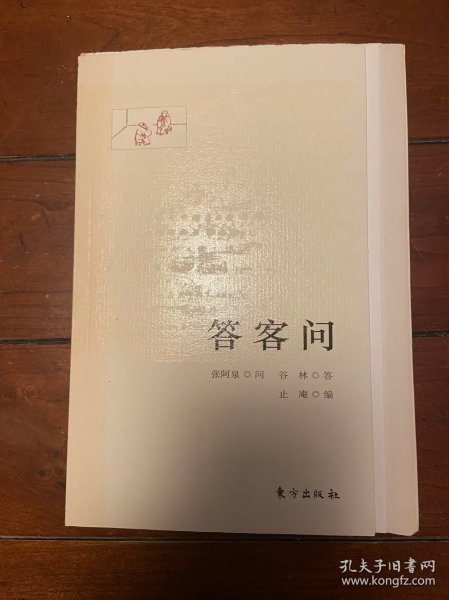 答客问
张阿泉◎问 谷林◎答
止庵◎编
東方出版社
孔夫子旧书网
www.kongfz.com